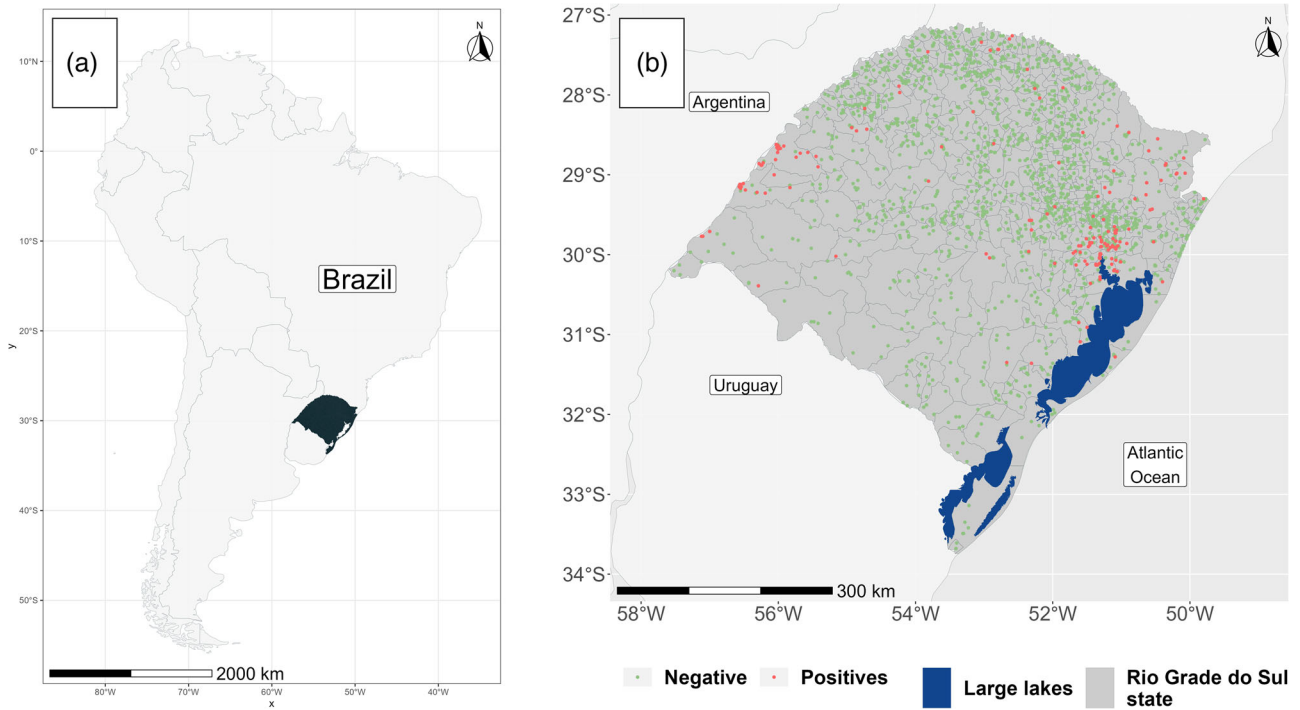 (a)
N
10°N
0°
10°S
20°S
30°S
40°S
50°S
y
Brazil
2000 km
80°W 70°W 60°W 50°W 40°W
x
(b)
N
27°S
28°S
29°S
30°S
31°S
32°S
33°S
34°S
Argentina
Uruguay
Atlantic
Ocean
300 km
58°W 56°W 54°W 52°W 50°W
Negative Positives Large lakes Rio Grade do Sul
state